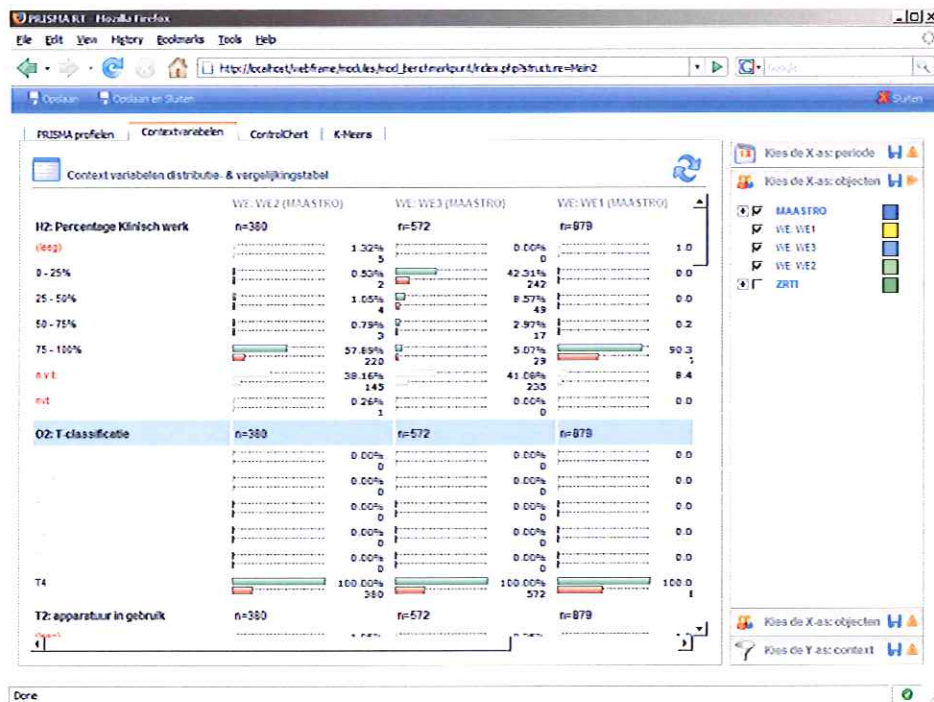 PRISMA RT - Mozilla Firefox
File Edit View History Bookmarks Tools Help
http://localhost/webframe/modules/mod_benchmarkpunt/index.php?structure=Main2
Google
Opslaan Opslaan en Sluiten Sluiten
PRISMA profielen Contextvariabelen ControlChart K-Means
Context variabelen distributie- & vergelijkingstabel
WE: WE2 (MAASTRO) WE: WE3 (MAASTRO) WE: WE1 (MAASTRO)
H2: Percentage Klinisch werk n=380 n=572 n=879
(leeg) 1.32% 0.00% 1.0
5 0
0 - 25% 0.53% 42.31% 0.0
2 242
25 - 50% 1.05% 8.57% 0.0
4 49
50 - 75% 0.79% 2.97% 0.2
3 17
75 - 100% 57.89% 5.07% 90.3
220 29
n.v.t. 38.16% 41.08% 8.4
145 235
nvt 0.26% 0.00% 0.0
1 0
O2: T-classificatie n=380 n=572 n=879
0.00% 0.00% 0.0
0 0
0.00% 0.00% 0.0
0 0
0.00% 0.00% 0.0
0 0
0.00% 0.00% 0.0
0 0
0.00% 0.00% 0.0
0 0
T4 100.00% 100.00% 100.0
380 572
T2: apparatuur in gebruik n=380 n=572 n=879
Kies de X-as: periode
Kies de X-as: objecten
MAASTRO
WE: WE1
WE: WE3
WE: WE2
ZRTI
Kies de X-as: objecten
Kies de Y-as: context
Done